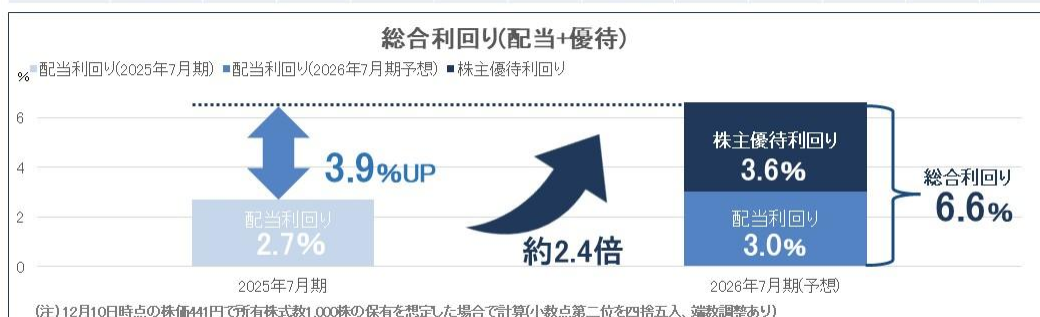 総合利回り(配当+優待)
% 配当利回り(2025年7月期) 配当利回り(2026年7月期予想) 株主優待利回り
6
4
2
0
3.9%UP
配当利回り
2.7%
約2.4倍
株主優待利回り
3.6%
配当利回り
3.0%
総合利回り
6.6%
2025年7月期
2026年7月期(予想)
(注) 12月10日時点の株価441円で所有株式数1,000株の保有を想定した場合で計算(小数点第二位を四捨五入、端数調整あり)